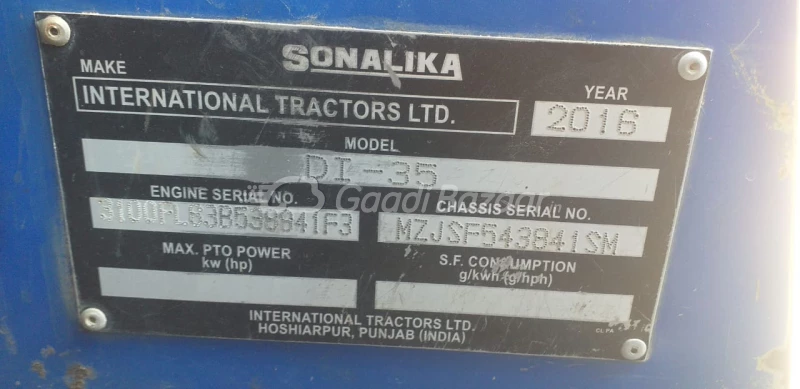 SONALIKA
MAKE
YEAR
INTERNATIONAL TRACTORS LTD.
2016
MODEL
DI-35
Gaadi Bazaar
ENGINE SERIAL NO.
CHASSIS SERIAL NO.
MZJSF543841SM
MAX. PTO POWER
kw (hp)
S.F. CONSUMPTION
g/kwh (g/hph)
INTERNATIONAL TRACTORS LTD.
HOSHIARPUR, PUNJAB (INDIA)